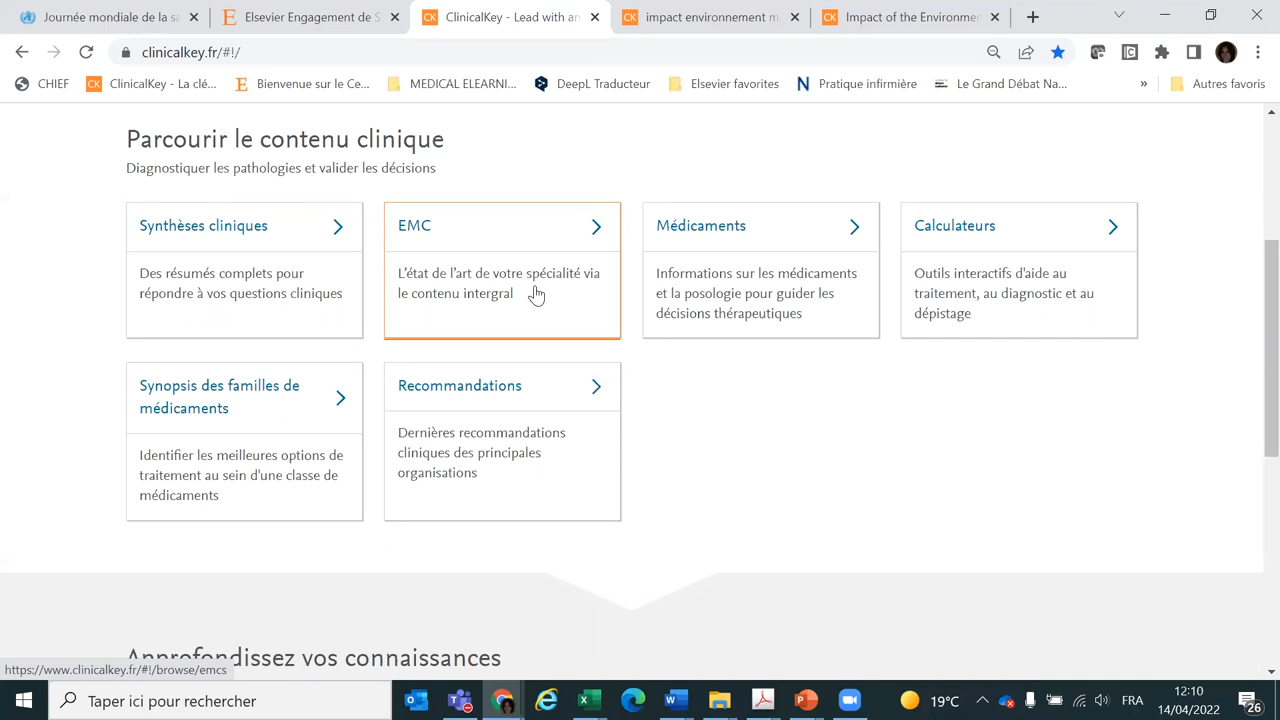 Journée mondiale de la sa
Elsevier Engagement de S
CK ClinicalKey - Lead with an
CK impact environnement m
CK Impact of the Environme
clinicalkey.fr/#!/
CHIEF
CK ClinicalKey - La clé...
E Bienvenue sur le Ce...
MEDICAL ELEARNI...
DeepL Traducteur
Elsevier favorites
N Pratique infirmière
Le Grand Débat Na...
»
Autres favoris
Parcourir le contenu clinique
Diagnostiquer les pathologies et valider les décisions
Synthèses cliniques
Des résumés complets pour
répondre à vos questions cliniques
EMC
L'état de l'art de votre spécialité via
le contenu intergral
Médicaments
Informations sur les médicaments
et la posologie pour guider les
décisions thérapeutiques
Calculateurs
Outils interactifs d'aide au
traitement, au diagnostic et au
dépistage
Synopsis des familles de
médicaments
Identifier les meilleures options de
traitement au sein d'une classe de
médicaments
Recommandations
Dernières recommandations
cliniques des principales
organisations
Approfondissez vos connaissances
https://www.clinicalkey.fr/#!/browse/emcs
Taper ici pour rechercher
19°C
FRA
12:10
14/04/2022
26